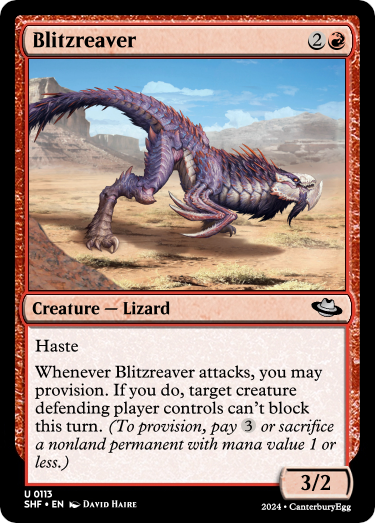 Blitzreaver 2
Creature — Lizard
Haste
Whenever Blitzreaver attacks, you may
provision. If you do, target creature
defending player controls can't block
this turn. (To provision, pay 3 or sacrifice
a nonland permanent with mana value 1 or
less.)
3/2
U 0113
SHF • EN DAVID HAIRE
2024 • CanterburyEgg